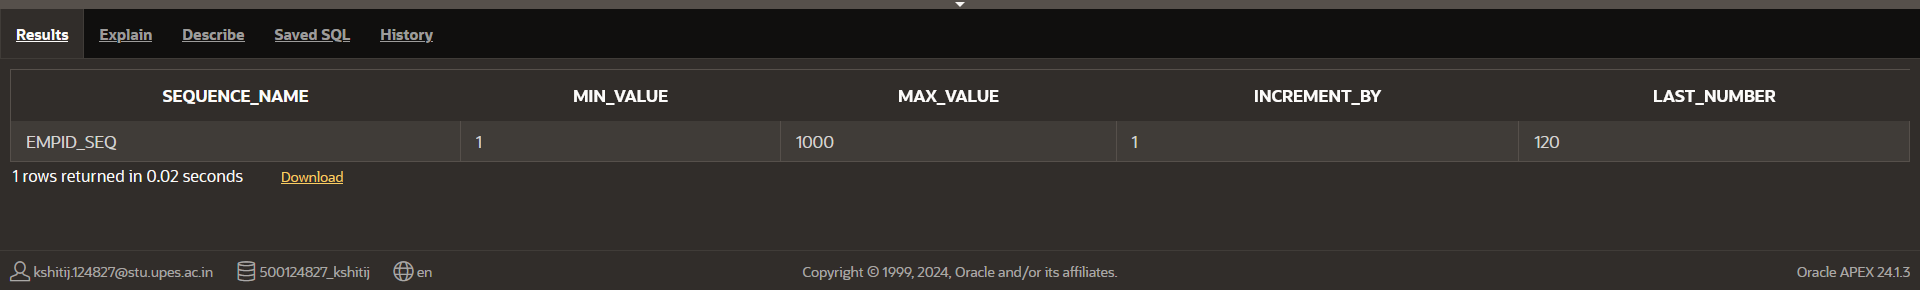 Results Explain Describe Saved SQL History
SEQUENCE_NAME MIN_VALUE MAX_VALUE INCREMENT_BY LAST_NUMBER
EMPID_SEQ 1 1000 1 120
1 rows returned in 0.02 seconds Download
kshitij.124827@stu.upes.ac.in 500124827_kshitij en Copyright © 1999, 2024, Oracle and/or its affiliates. Oracle APEX 24.1.3